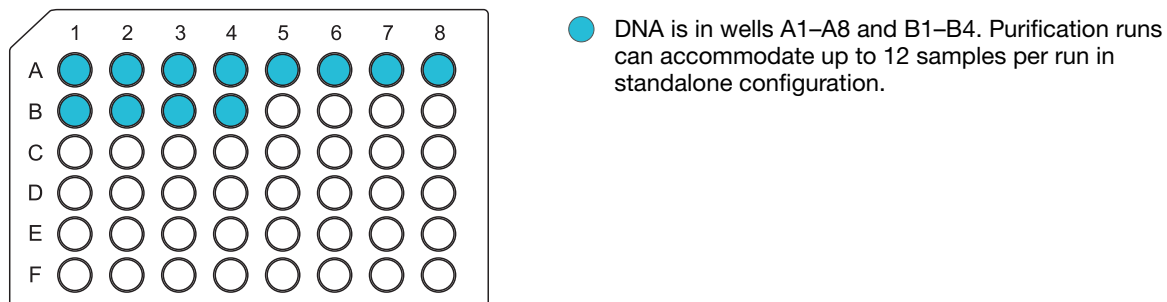 1 2 3 4 5 6 7 8
A
B
C
D
E
F
DNA is in wells A1–A8 and B1–B4. Purification runs
can accommodate up to 12 samples per run in
standalone configuration.